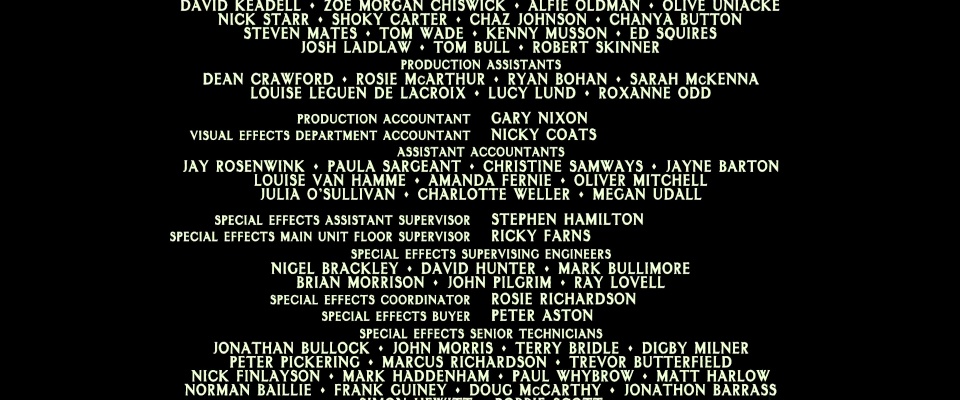 DAVID KEADELL • ZOE MORGAN CHISWICK • ALFIE OLDMAN • OLIVE UNIACKE
NICK STARR • SHOKY CARTER • CHAZ JOHNSON • CHANYA BUTTON
STEVEN MATES • TOM WADE • KENNY MUSSON • ED SQUIRES
JOSH LAIDLAW • TOM BULL • ROBERT SKINNER
PRODUCTION ASSISTANTS
DEAN CRAWFORD • ROSIE McARTHUR • RYAN BOHAN • SARAH McKENNA
LOUISE LEGUEN DE LACROIX • LUCY LUND • ROXANNE ODD
PRODUCTION ACCOUNTANT GARY NIXON
VISUAL EFFECTS DEPARTMENT ACCOUNTANT NICKY COATS
ASSISTANT ACCOUNTANTS
JAY ROSENWINK • PAULA SARGEANT • CHRISTINE SAMWAYS • JAYNE BARTON
LOUISE VAN HAMME • AMANDA FERNIE • OLIVER MITCHELL
JULIA O'SULLIVAN • CHARLOTTE WELLER • MEGAN UDALL
SPECIAL EFFECTS ASSISTANT SUPERVISOR STEPHEN HAMILTON
SPECIAL EFFECTS MAIN UNIT FLOOR SUPERVISOR RICKY FARNS
SPECIAL EFFECTS SUPERVISING ENGINEERS
NIGEL BRACKLEY • DAVID HUNTER • MARK BULLIMORE
BRIAN MORRISON • JOHN PILGRIM • RAY LOVELL
SPECIAL EFFECTS COORDINATOR ROSIE RICHARDSON
SPECIAL EFFECTS BUYER PETER ASTON
SPECIAL EFFECTS SENIOR TECHNICIANS
JONATHAN BULLOCK • JOHN MORRIS • TERRY BRIDLE • DIGBY MILNER
PETER PICKERING • MARCUS RICHARDSON • TREVOR BUTTERFIELD
NICK FINLAYSON • MARK HADDENHAM • PAUL WHYBROW • MATT HARLOW
NORMAN BAILLIE • FRANK GUINEY • DOUG McCARTHY • JONATHON BARRASS